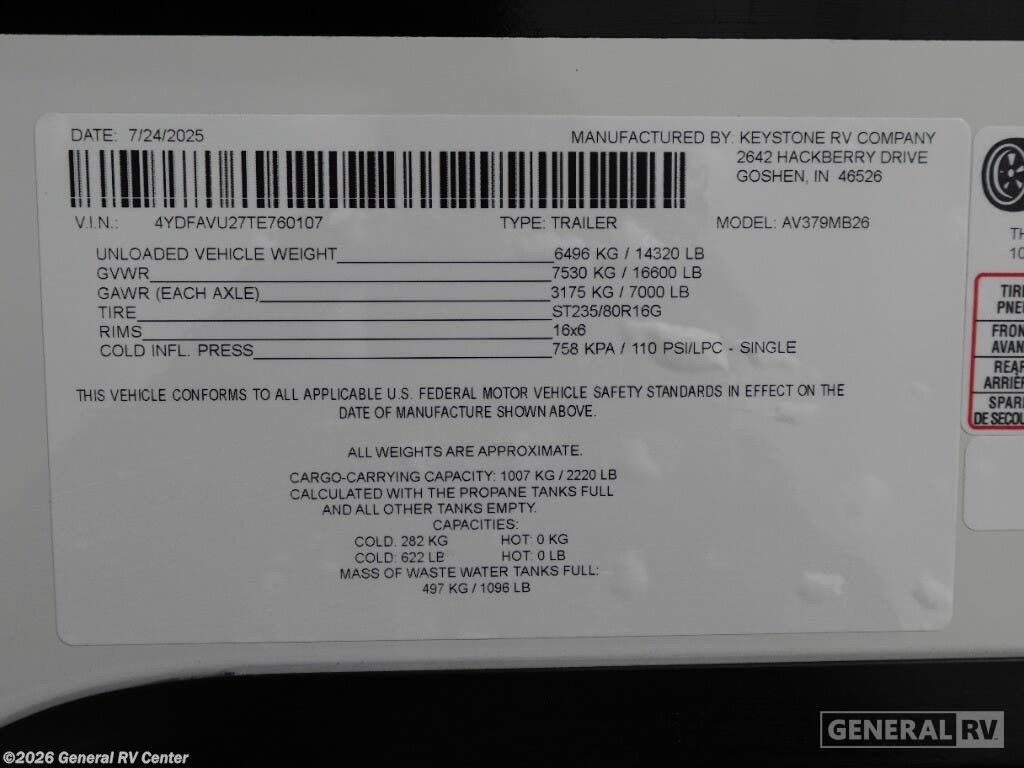 DATE: 7/24/2025
MANUFACTURED BY: KEYSTONE RV COMPANY
2642 HACKBERRY DRIVE
GOSHEN, IN 46526
V.I.N.: 4YDFAVU27TE760107 TYPE: TRAILER MODEL: AV379MB26
UNLOADED VEHICLE WEIGHT 6496 KG / 14320 LB
GVWR 7530 KG / 16600 LB
GAWR (EACH AXLE) 3175 KG / 7000 LB
TIRE ST235/80R16G
RIMS 16x6
COLD INFL. PRESS 758 KPA / 110 PSI/LPC - SINGLE
THIS VEHICLE CONFORMS TO ALL APPLICABLE U.S. FEDERAL MOTOR VEHICLE SAFETY STANDARDS IN EFFECT ON THE
DATE OF MANUFACTURE SHOWN ABOVE.
ALL WEIGHTS ARE APPROXIMATE.
CARGO-CARRYING CAPACITY: 1007 KG / 2220 LB
CALCULATED WITH THE PROPANE TANKS FULL
AND ALL OTHER TANKS EMPTY.
CAPACITIES:
COLD: 282 KG HOT: 0 KG
COLD: 622 LB HOT: 0 LB
MASS OF WASTE WATER TANKS FULL:
497 KG / 1096 LB
TH
10
TIRE
PNE
FRON
AVAN
REAR
ARRIÈR
SPARE
DE SECOU
GENERAL RV
©2026 General RV Center